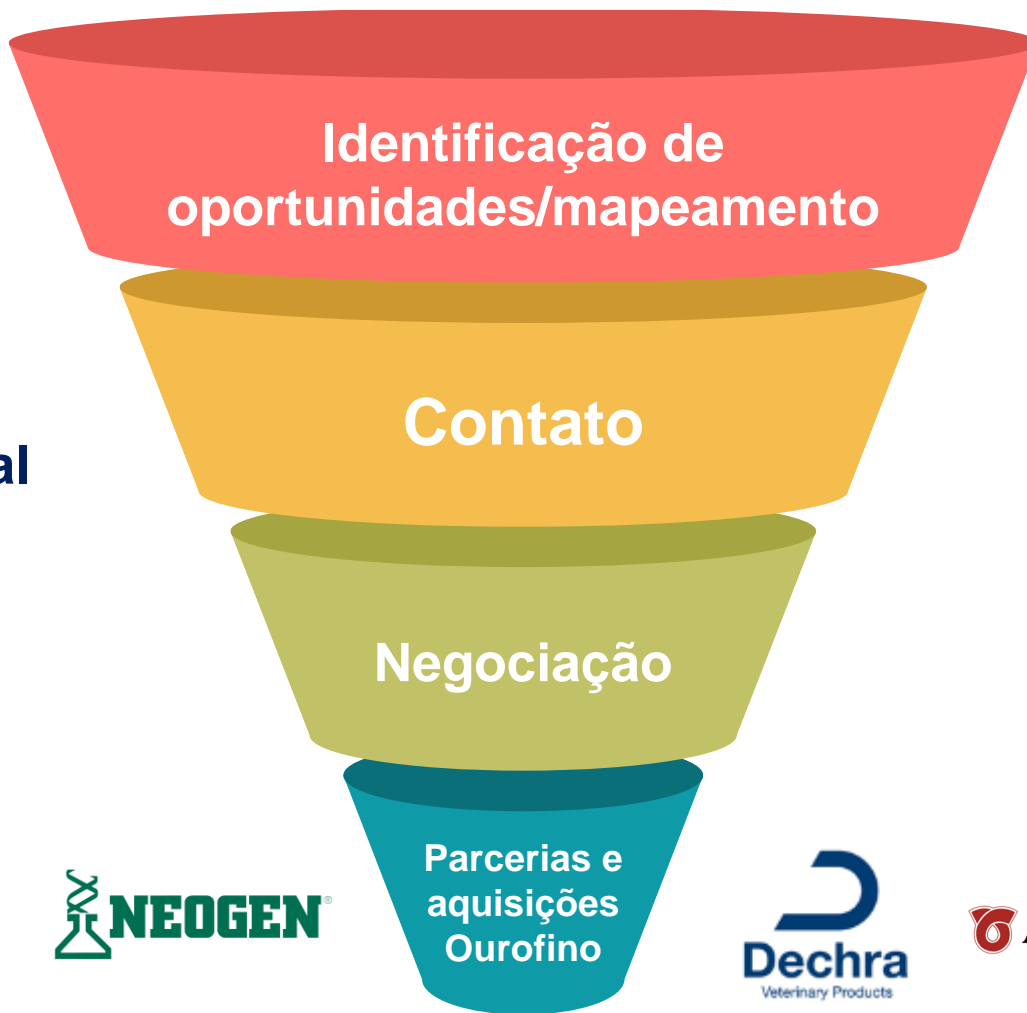 Identificação de
oportunidades/mapeamento
Contato
al
Negociação
Parcerias e
aquisições
Ourofino
NEOGEN®
Dechra
Veterinary Products